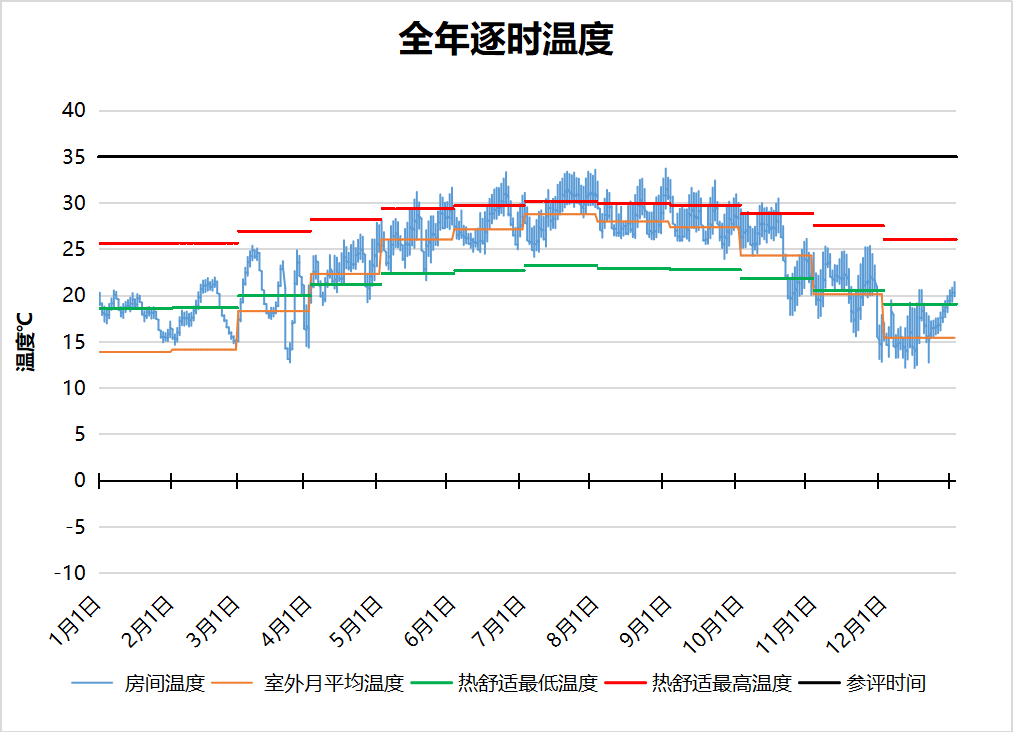 全年逐时温度
40
35
30
25
20
15
10
5
0
-5
-10
温度℃
1月1日
2月1日
3月1日
4月1日
5月1日
6月1日
7月1日
8月1日
9月1日
10月1日
11月1日
12月1日
房间温度 室外月平均温度 热舒适最低温度 热舒适最高温度 参评时间